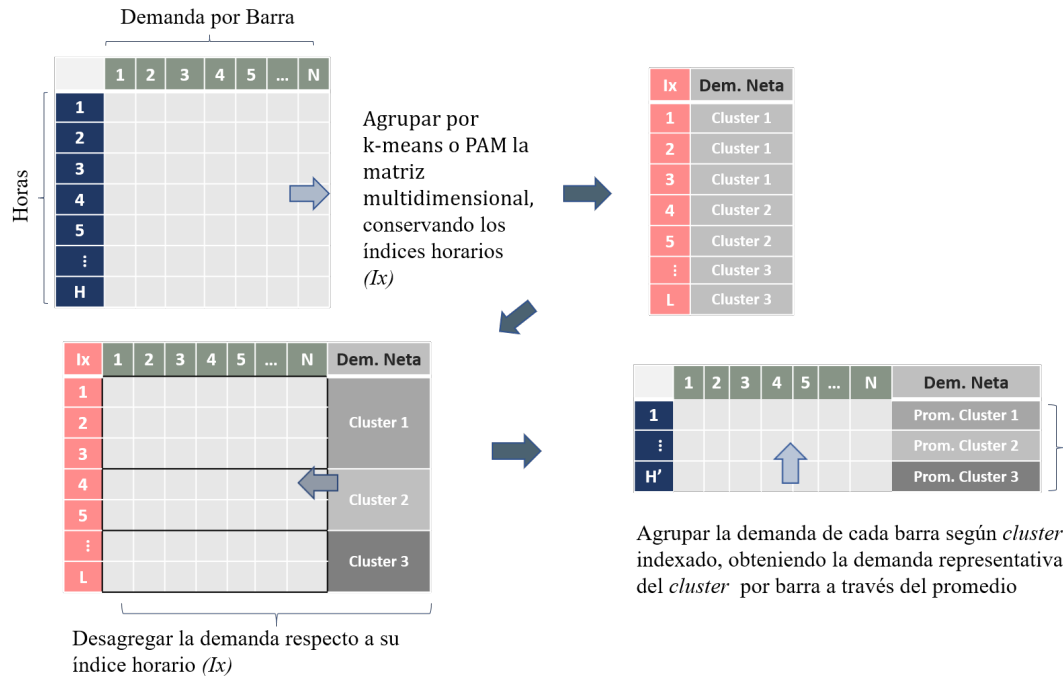 Demanda por Barra
1 2 3 4 5 ... N
Horas
1
2
3
4
5
⋮
H
Agrupar por
k-means o PAM la
matriz
multidimensional,
conservando los
índices horarios
(Ix)
Ix Dem. Neta
1 Cluster 1
2 Cluster 1
3 Cluster 1
4 Cluster 2
5 Cluster 2
⋮ Cluster 3
L Cluster 3
Ix 1 2 3 4 5 ... N Dem. Neta
1
2 Cluster 1
3
4
Cluster 2
5
⋮
Cluster 3
L
Desagregar la demanda respecto a su
índice horario (Ix)
1 2 3 4 5 ... N Dem. Neta
1 Prom. Cluster 1
⋮ Prom. Cluster 2
H’ Prom. Cluster 3
Agrupar la demanda de cada barra según cluster
indexado, obteniendo la demanda representativa
del cluster por barra a través del promedio